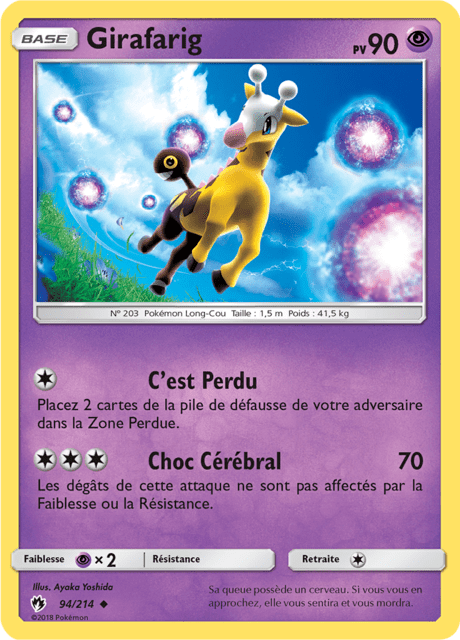 BASE Girafarig PV 90
N° 203 Pokémon Long-Cou Taille : 1,5 m Poids : 41,5 kg
C'est Perdu
Placez 2 cartes de la pile de défausse de votre adversaire
dans la Zone Perdue.
Choc Cérébral 70
Les dégâts de cette attaque ne sont pas affectés par la
Faiblesse ou la Résistance.
Faiblesse ×2 Résistance Retraite
Illus. Ayaka Yoshida
94/214
©2018 Pokémon
Sa queue possède un cerveau. Si vous vous en
approchez, elle vous sentira et vous mordra.